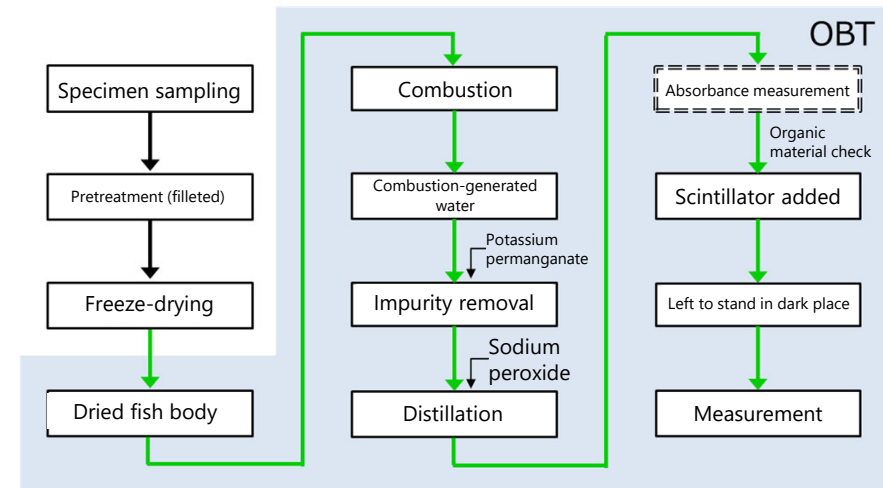 OBT
Specimen sampling
Pretreatment (filleted)
Freeze-drying
Dried fish body
Combustion
Combustion-generated
water
Potassium
permanganate
Impurity removal
Sodium
peroxide
Distillation
Absorbance measurement
Organic
material check
Scintillator added
Left to stand in dark place
Measurement